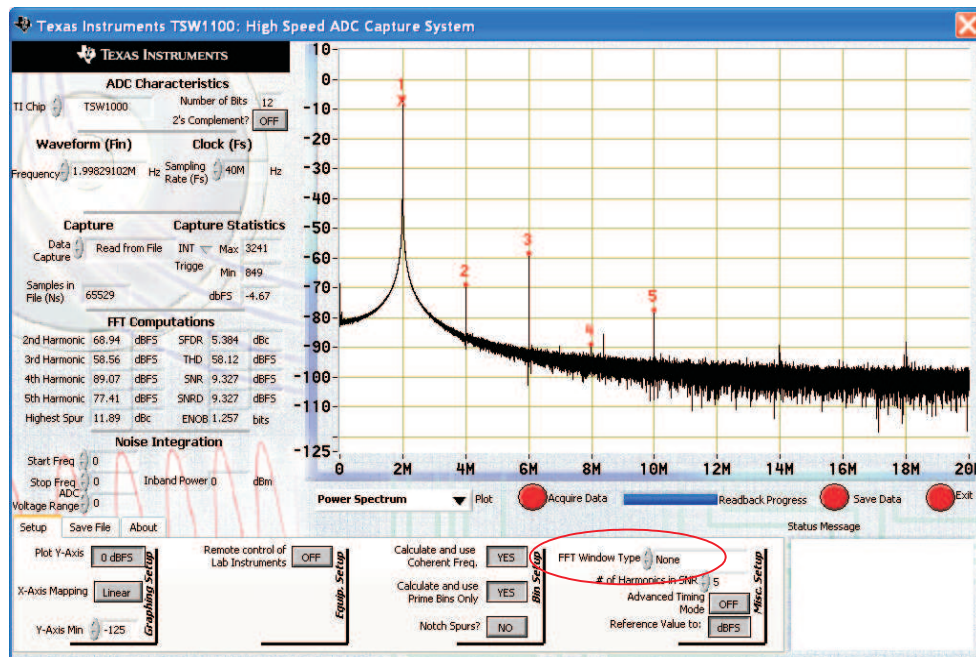 Texas Instruments TSW1100: High Speed ADC Capture System
TEXAS INSTRUMENTS
ADC Characteristics
TI Chip TSW1000 Number of Bits 12
2's Complement? OFF
Waveform (Fin) Clock (Fs)
Frequency 1.99829102M Hz Sampling Rate (Fs) 40M Hz
Capture Capture Statistics
Data Capture Read from File INT Max 3241
Trigge Min 849
Samples in File (Ns) 65529 dbFS -4.67
FFT Computations
2nd Harmonic 68.94 dBFS SFDR 5.384 dBc
3rd Harmonic 58.56 dBFS THD 58.12 dBFS
4th Harmonic 89.07 dBFS SNR 9.327 dBFS
5th Harmonic 77.41 dBFS SNRD 9.327 dBFS
Highest Spur 11.89 dBc ENOB 1.257 bits
Noise Integration
Start Freq 0
Stop Freq 0 Inband Power 0 dBm
ADC Voltage Range 0
10-
0-
-10-
-20-
-30-
-40-
-50-
-60-
-70-
-80-
-90-
-100-
-110-
-125-
1
X
2
3
4
5
0 2M 4M 6M 8M 10M 12M 14M 16M 18M 20M
Power Spectrum Plot Acquire Data Readback Progress Save Data Exit
Setup Save File About
Status Message
Plot Y-Axis 0 dBFS
X-Axis Mapping Linear
Y-Axis Min -125
Graphing Setup
Remote control of Lab Instruments OFF
Equip. Setup
Calculate and use Coherent Freq. YES
Calculate and use Prime Bins Only YES
Notch Spurs? NO
Bin Setup
FFT Window Type None
# of Harmonics in SNR 5
Advanced Timing Mode OFF
Reference Value to: dBFS
Misc. Setup